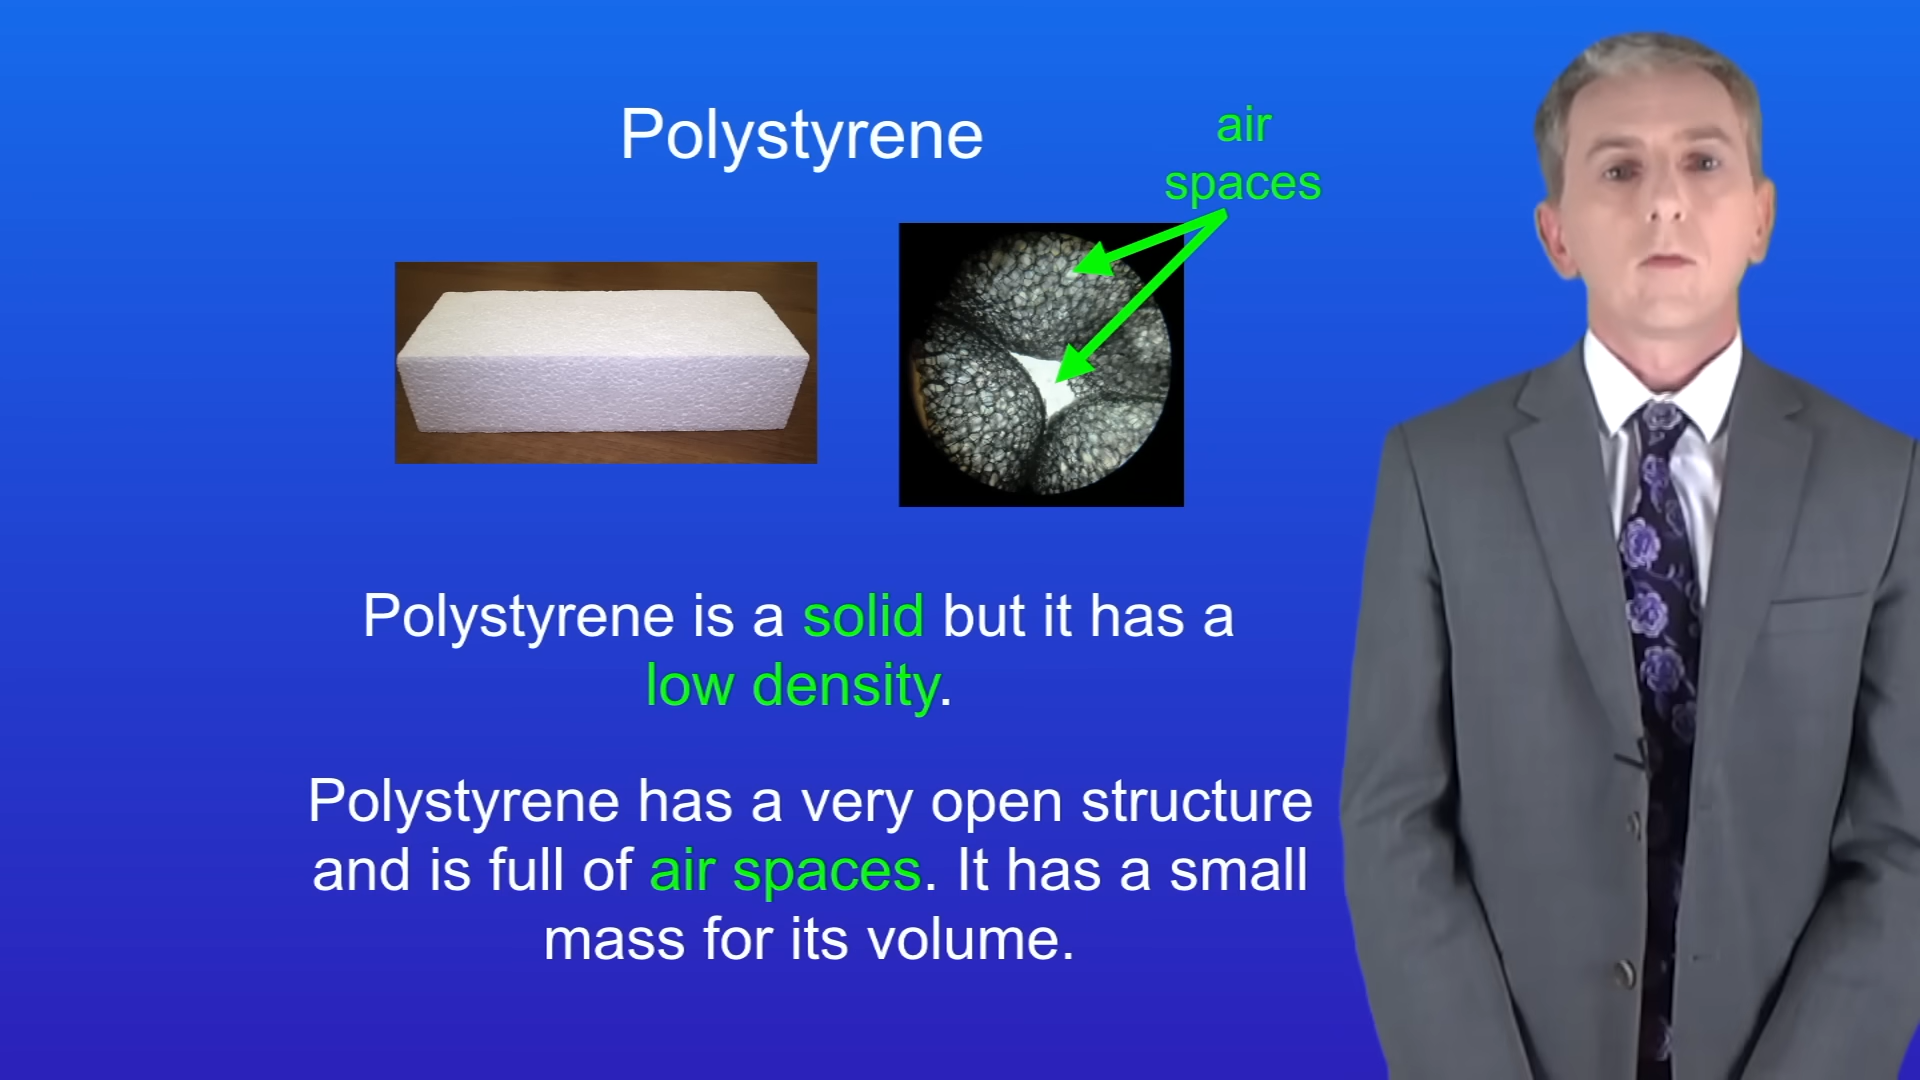 Polystyrene
air
spaces
Polystyrene is a solid but it has a
low density.
Polystyrene has a very open structure
and is full of air spaces. It has a small
mass for its volume.